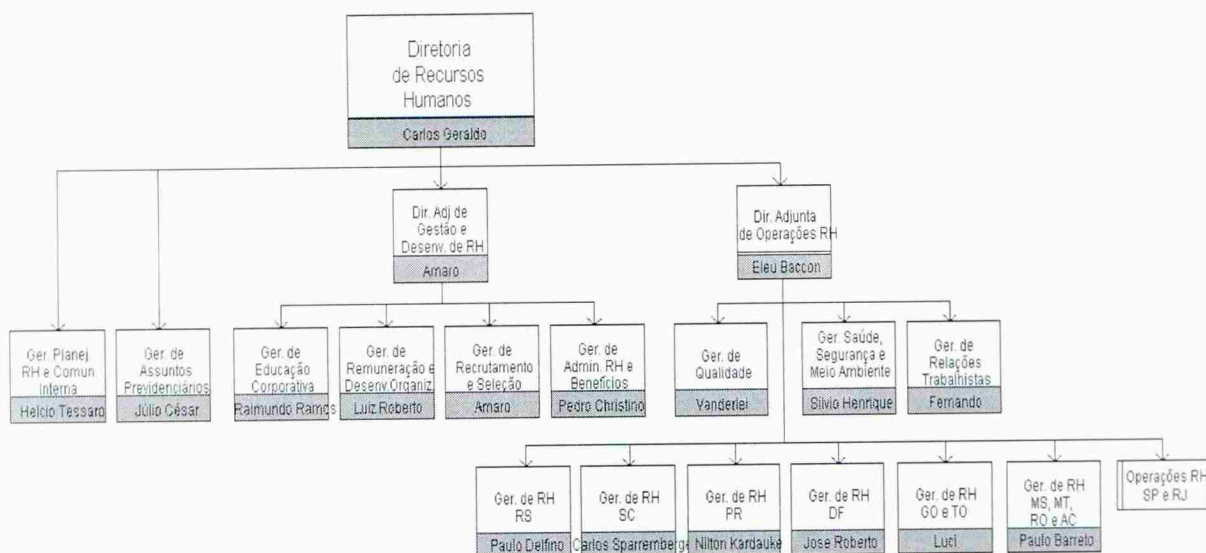 Diretoria
de Recursos
Humanos
Carlos Geraldo
Dir. Adj de
Gestão e
Desenv. de RH
Amaro
Dir. Adjunta
de Operações RH
Eleu Baccon
Ger. Planej.
RH e Comun.
Interna
Helcio Tessaro
Ger. de
Assuntos
Previdenciários
Júlio César
Ger. de
Educação
Corporativa
Raimundo Ramos
Ger. de
Remuneração e
Desenv.Organiz
Luiz Roberto
Ger. de
Recrutamento
e Seleção
Amaro
Ger. de
Admin. RH e
Benefícios
Pedro Christino
Ger. de
Qualidade
Vanderlei
Ger. Saúde,
Segurança e
Meio Ambiente
Silvio Henrique
Ger. de
Relações
Trabalhistas
Fernando
Ger. de RH
RS
Paulo Delfino
Ger. de RH
SC
Carlos Sparremberge
Ger. de RH
PR
Nilton Kardauke
Ger. de RH
DF
Jose Roberto
Ger. de RH
GO e TO
Luci
Ger. de RH
MS, MT,
RO e AC
Paulo Barreto
Operações RH
SP e RJ